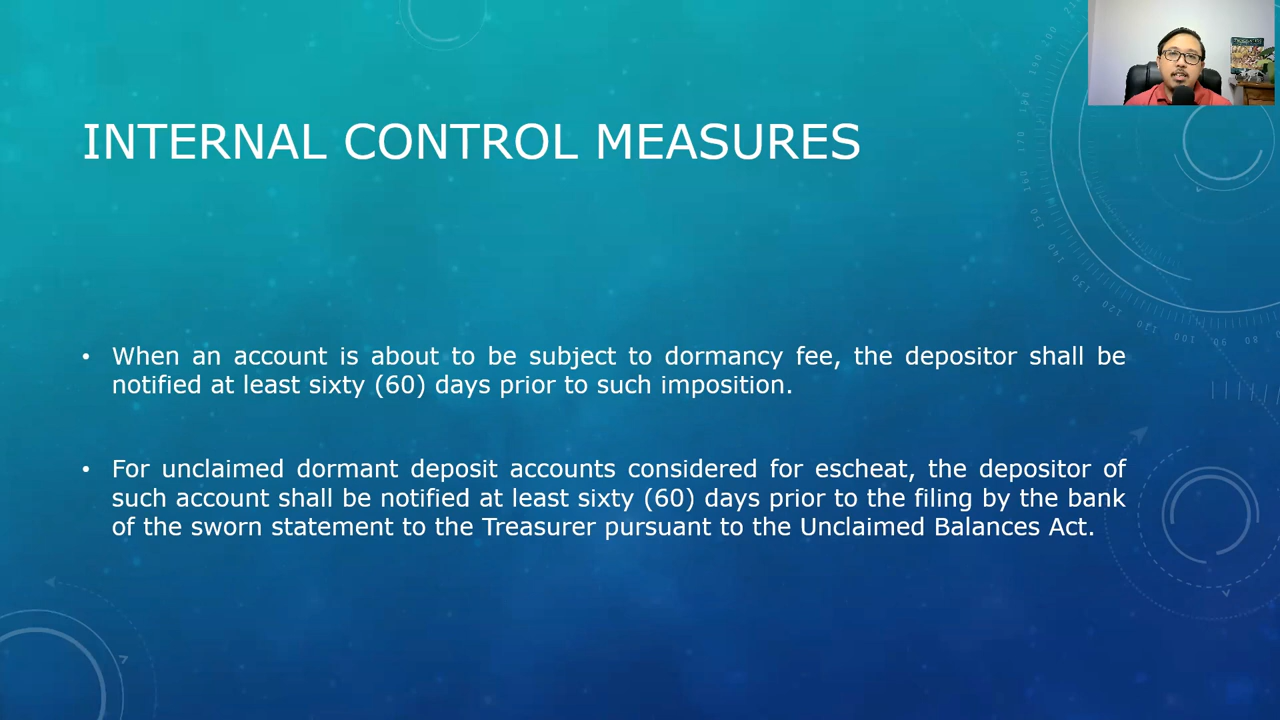 INTERNAL CONTROL MEASURES
• When an account is about to be subject to dormancy fee, the depositor shall be
notified at least sixty (60) days prior to such imposition.
• For unclaimed dormant deposit accounts considered for escheat, the depositor of
such account shall be notified at least sixty (60) days prior to the filing by the bank
of the sworn statement to the Treasurer pursuant to the Unclaimed Balances Act.